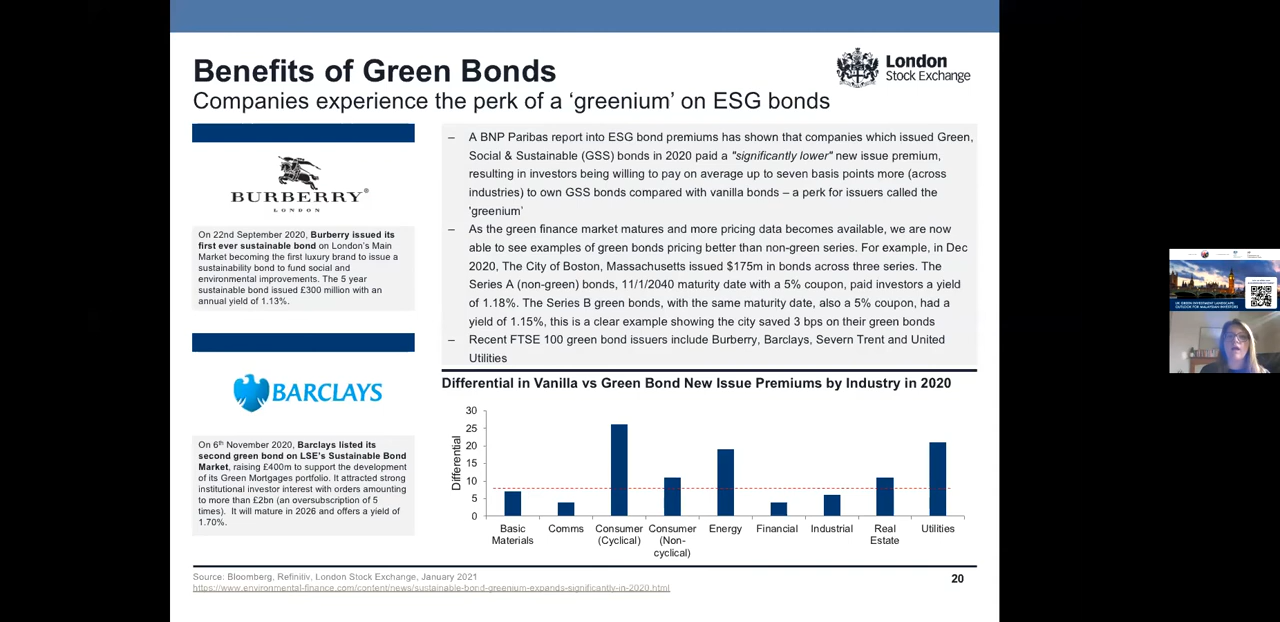 Benefits of Green Bonds
Companies experience the perk of a ‘greenium’ on ESG bonds
London
Stock Exchange
BURBERRY®
LONDON
On 22nd September 2020, Burberry issued its
first ever sustainable bond on London's Main
Market becoming the first luxury brand to issue a
sustainability bond to fund social and
environmental improvements. The 5 year
sustainable bond issued £300 million with an
annual yield of 1.13%.
BARCLAYS
On 6th November 2020, Barclays listed its
second green bond on LSE's Sustainable Bond
Market, raising £400m to support the development
of its Green Mortgages portfolio. It attracted strong
institutional investor interest with orders amounting
to more than £2bn (an oversubscription of 5
times). It will mature in 2026 and offers a yield of
1.70%.
– A BNP Paribas report into ESG bond premiums has shown that companies which issued Green,
Social & Sustainable (GSS) bonds in 2020 paid a "significantly lower" new issue premium,
resulting in investors being willing to pay on average up to seven basis points more (across
industries) to own GSS bonds compared with vanilla bonds – a perk for issuers called the
'greenium'
– As the green finance market matures and more pricing data becomes available, we are now
able to see examples of green bonds pricing better than non-green series. For example, in Dec
2020, The City of Boston, Massachusetts issued $175m in bonds across three series. The
Series A (non-green) bonds, 11/1/2040 maturity date with a 5% coupon, paid investors a yield
of 1.18%. The Series B green bonds, with the same maturity date, also a 5% coupon, had a
yield of 1.15%, this is a clear example showing the city saved 3 bps on their green bonds
– Recent FTSE 100 green bond issuers include Burberry, Barclays, Severn Trent and United
Utilities
Differential in Vanilla vs Green Bond New Issue Premiums by Industry in 2020
Differential
30
25
20
15
10
5
0
Basic Materials
Comms
Consumer (Cyclical)
Consumer (Non-cyclical)
Energy
Financial
Industrial
Real Estate
Utilities
Source: Bloomberg, Refinitiv, London Stock Exchange, January 2021
https://www.environmental-finance.com/content/news/sustainable-bond-greenium-expands-significantly-in-2020.html
20
UK GREEN INVESTMENT LANDSCAPE
OUTLOOK FOR MALAYSIAN INVESTORS